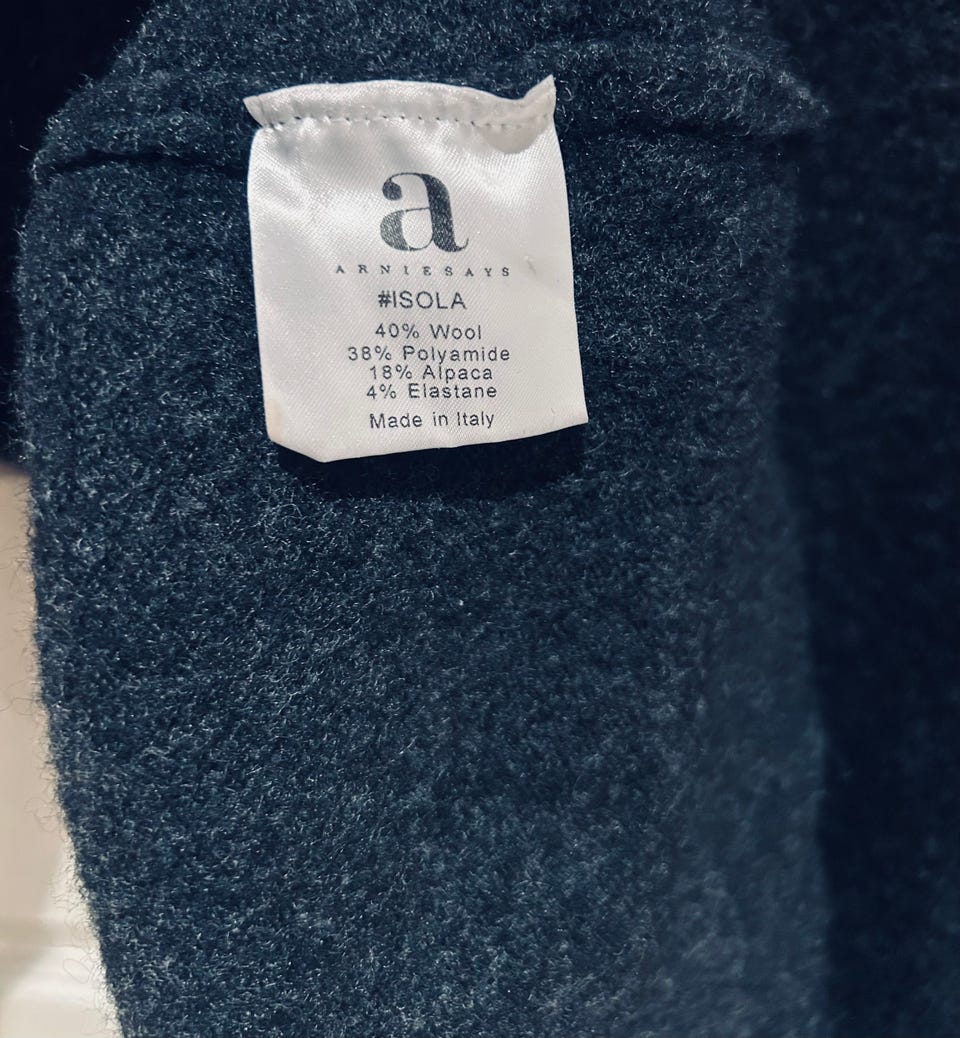 a
ARNIESAYS
#ISOLA
40% Wool
38% Polyamide
18% Alpaca
4% Elastane
Made in Italy